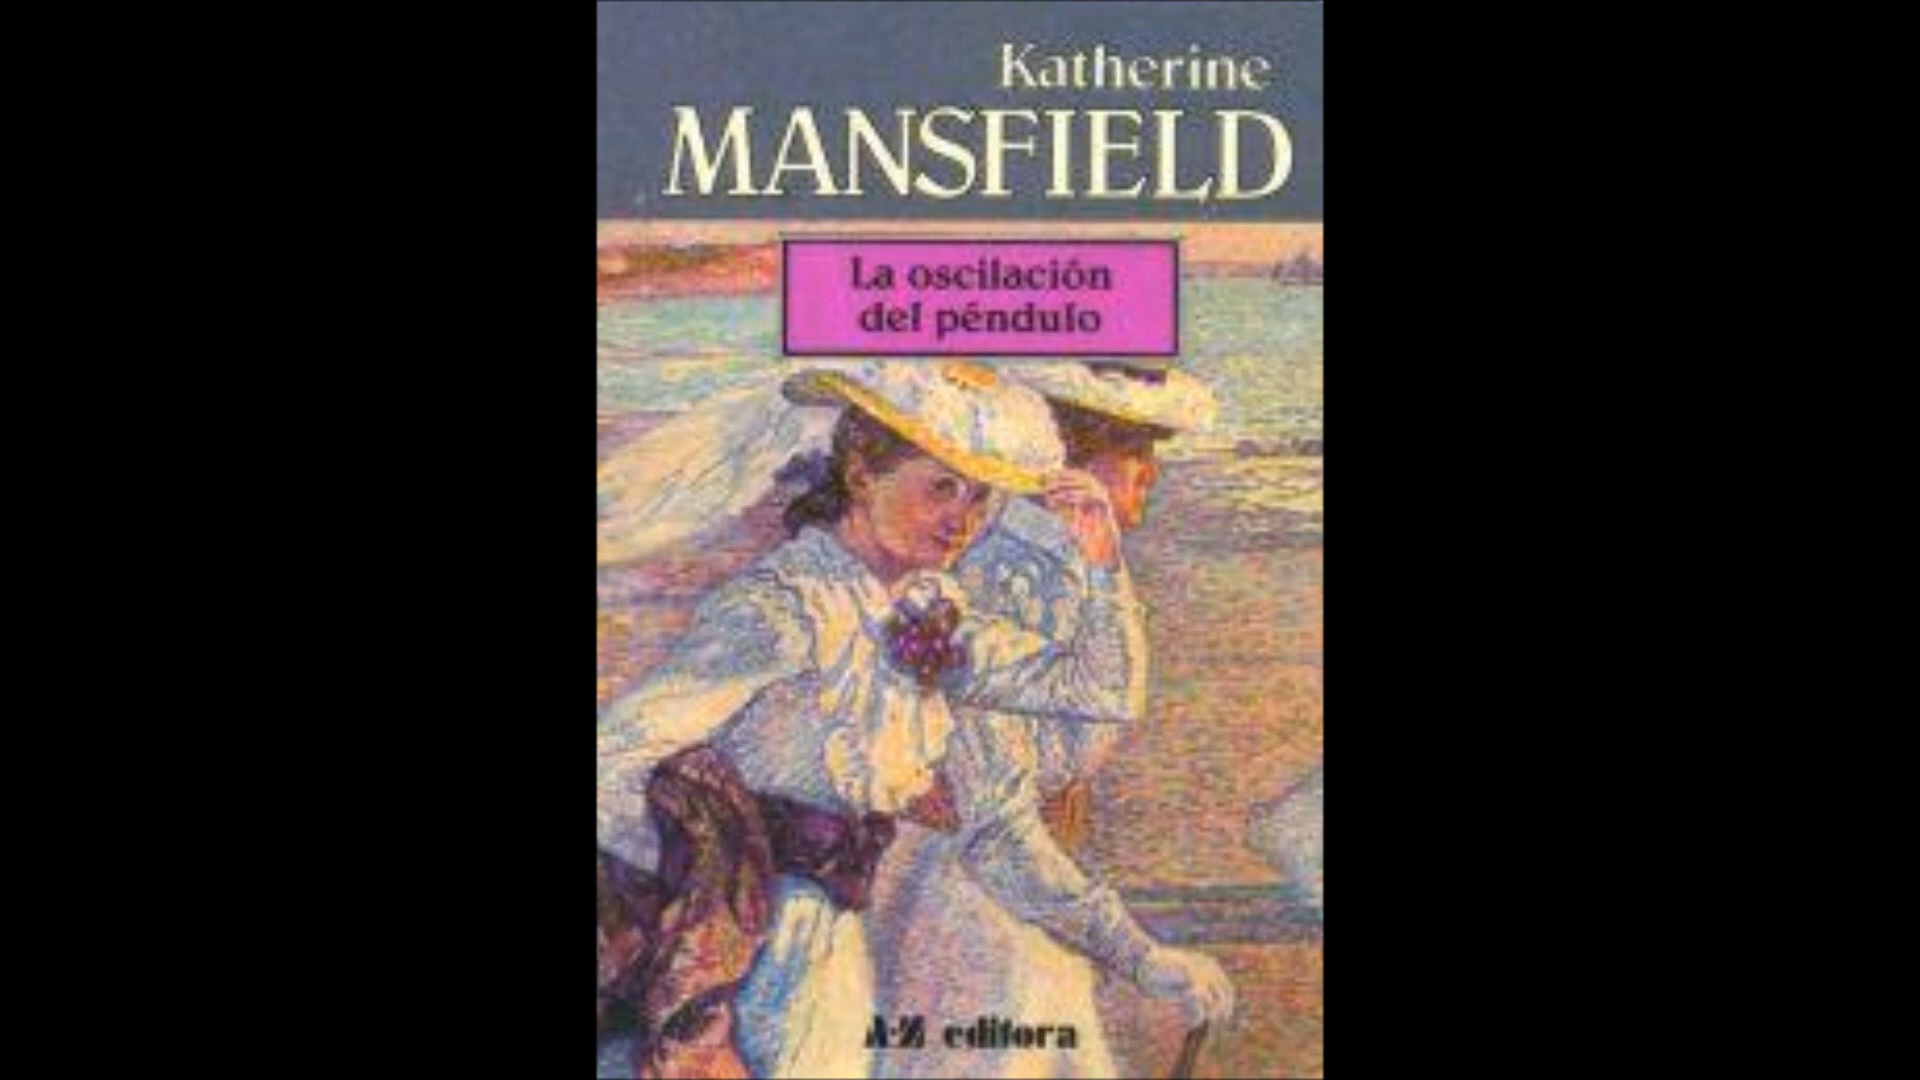 Katherine
MANSFIELD
La oscilación
del péndulo
A·Z editora